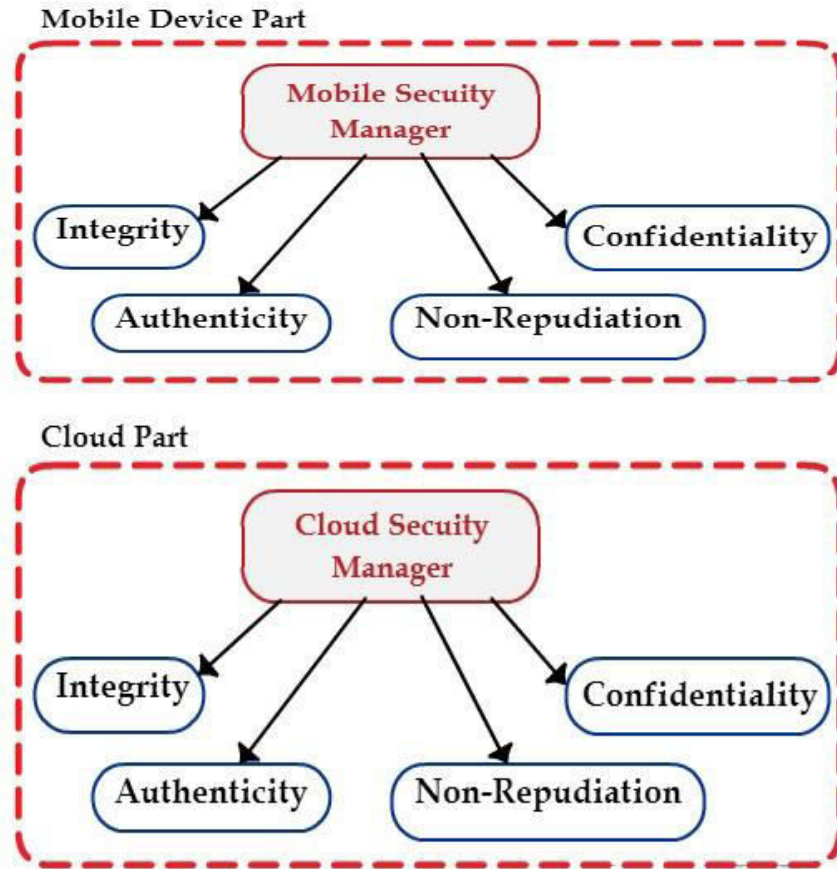 Mobile Device Part
Mobile Secuity
Manager
Integrity
Confidentiality
Authenticity
Non-Repudiation
Cloud Part
Cloud Secuity
Manager
Integrity
Confidentiality
Authenticity
Non-Repudiation